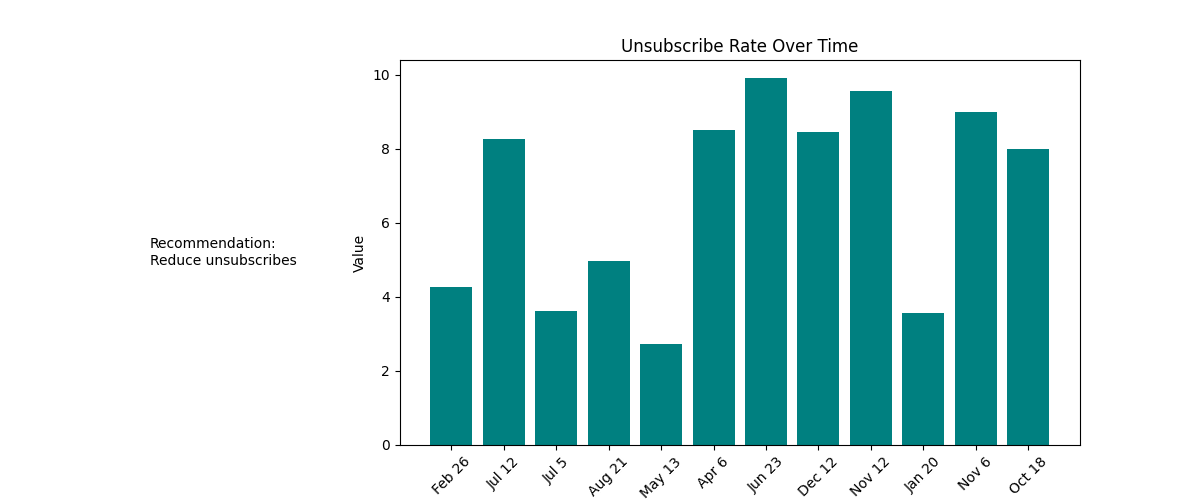 Unsubscribe Rate Over Time
Recommendation:
Reduce unsubscribes
Value
10
8
6
4
2
0
Feb 26
Jul 12
Jul 5
Aug 21
May 13
Apr 6
Jun 23
Dec 12
Nov 12
Jan 20
Nov 6
Oct 18